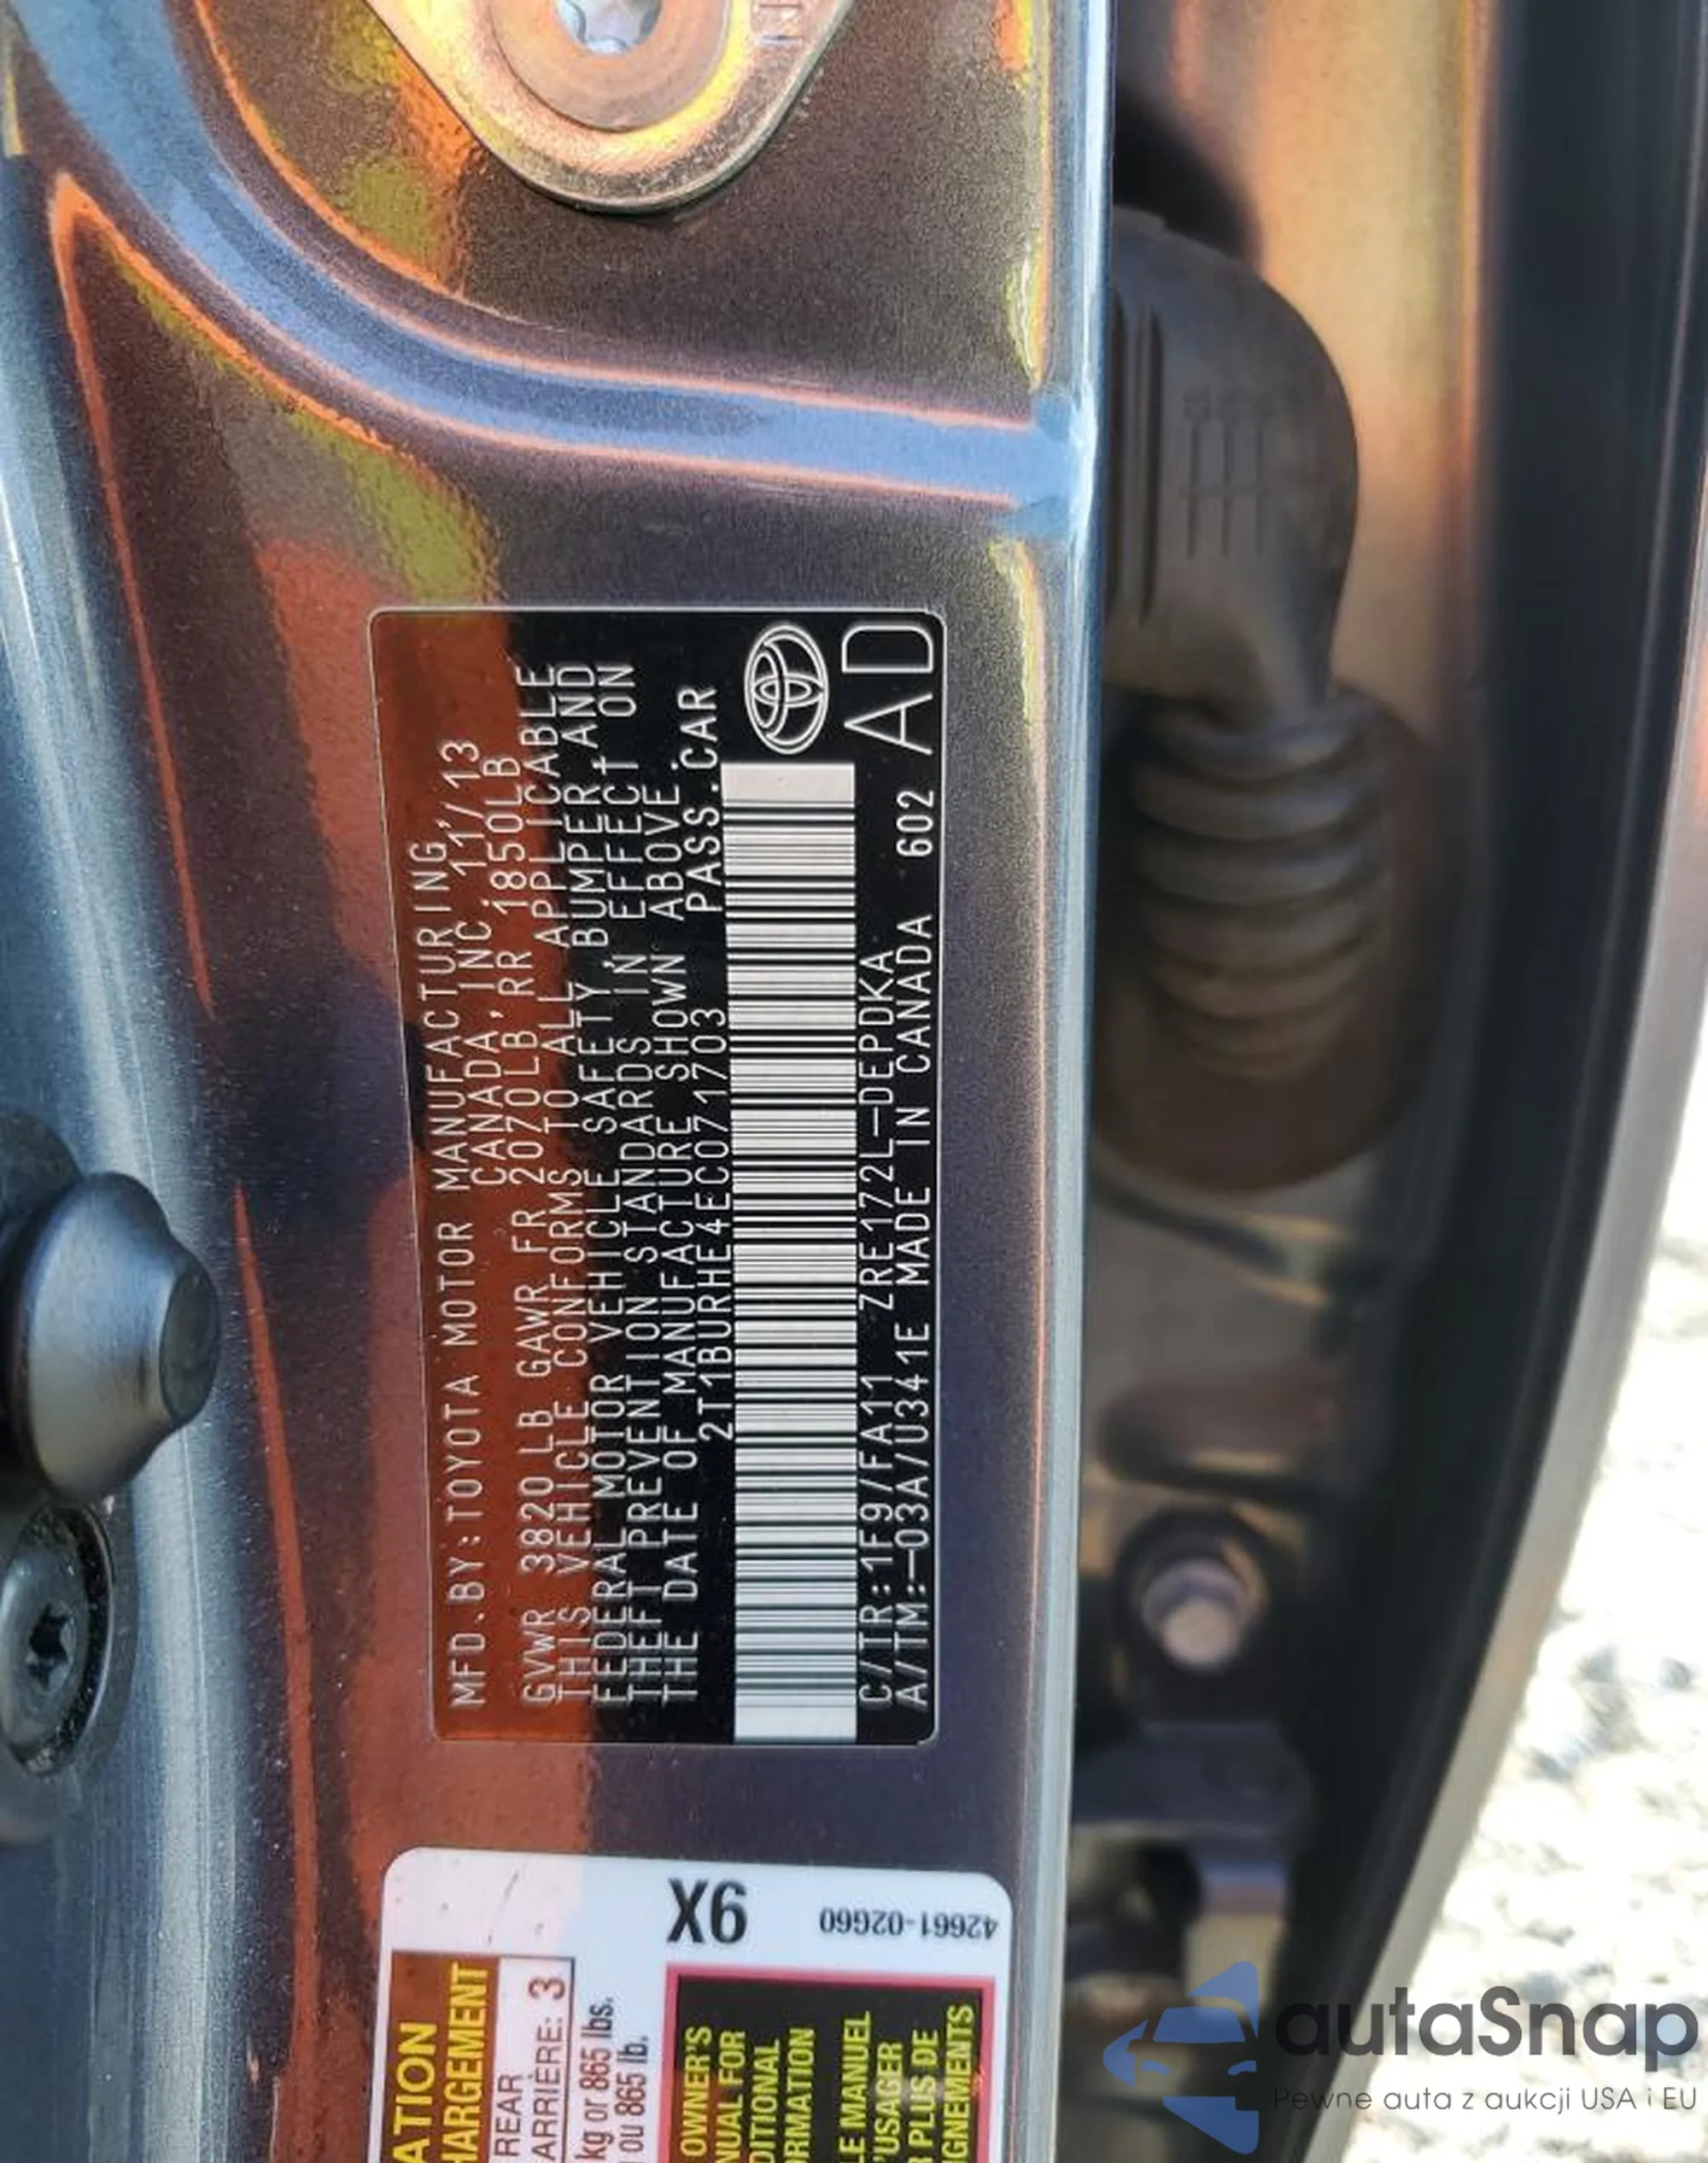 MFD.BY:TOYOTA MOTOR MANUFACTURING
CANADA,INC. 11/13
GVWR 3820 LB GAWR FR 2070LB,RR 1850LB
THIS VEHICLE CONFORMS TO ALL APPLICABLE
FEDERAL MOTOR VEHICLE SAFETY,BUMPER,AND
THEFT PREVENTION STANDARDS IN EFFECT ON
THE DATE OF MANUFACTURE SHOWN ABOVE.
2T1BURHE4EC071703 PASS.CAR
C/TR:1F9/FA11 ZRE172L-DEPDKA
A/TM:-03A/U341E MADE IN CANADA 602 AD
9X
42661-02G60
ATION
HARGEMENT
REAR
ARRIÈRE: 3
kg or 865 lbs.
ou 865 lb.
OWNER'S
NUAL FOR
DITIONAL
ORMATION
LE MANUEL
'USAGER
PLUS DE
IGNEMENTS
autaSnap
Pewne auta z aukcji USA i EU